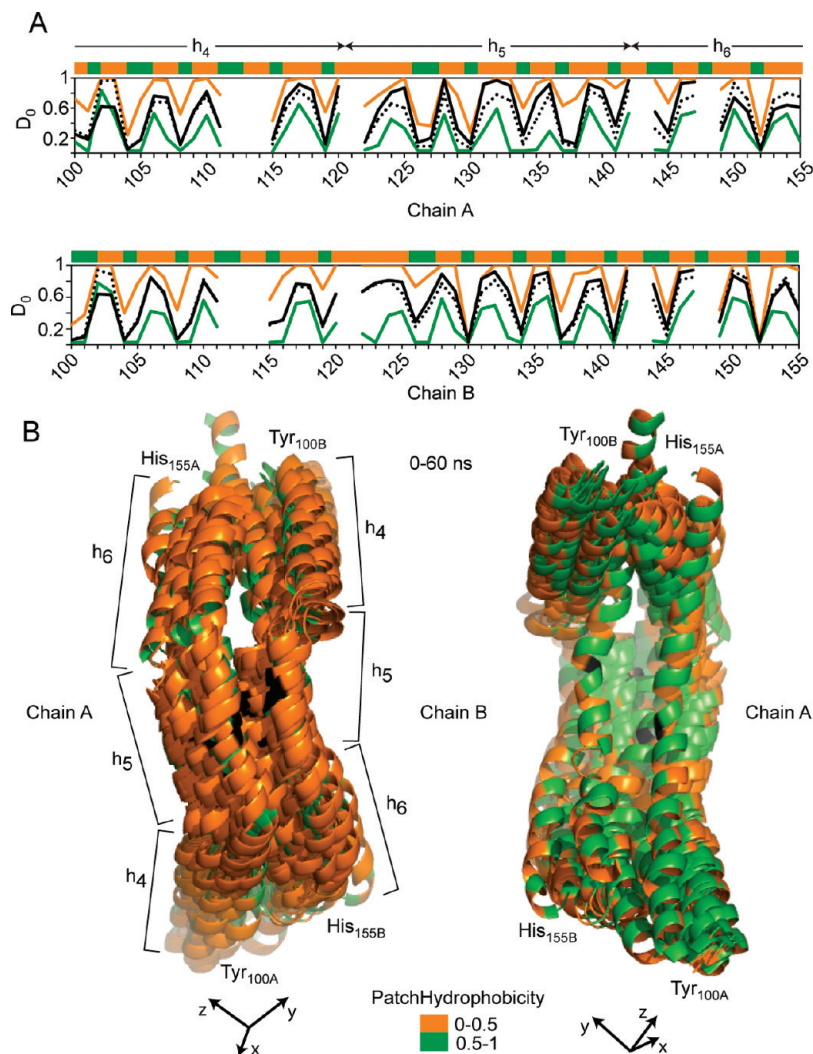 A
h4 h5 h6
1
0.6
0.2
D0
100 105 110 115 120 125 130 135 140 145 150 155
Chain A
1
0.6
0.2
D0
100 105 110 115 120 125 130 135 140 145 150 155
Chain B
B
His155A Tyr100B 0-60 ns Tyr100B His155A
h6 h4
Chain A h5 h5 Chain B Chain A
h4 h6
Tyr100A His155B His155B Tyr100A
PatchHydrophobicity
0-0.5
0.5-1
z y x
y z x